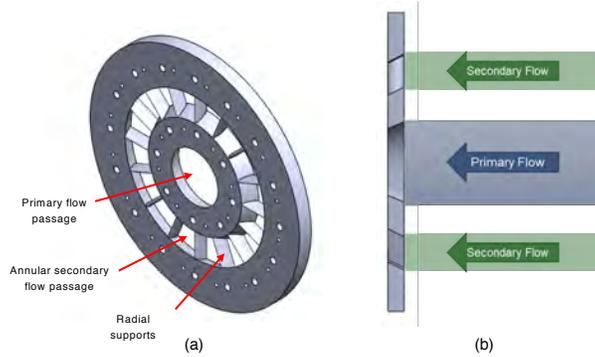 Primary flow
passage
Annular secondary
flow passage
Radial
supports
(a)
Secondary Flow
Primary Flow
Secondary Flow
(b)